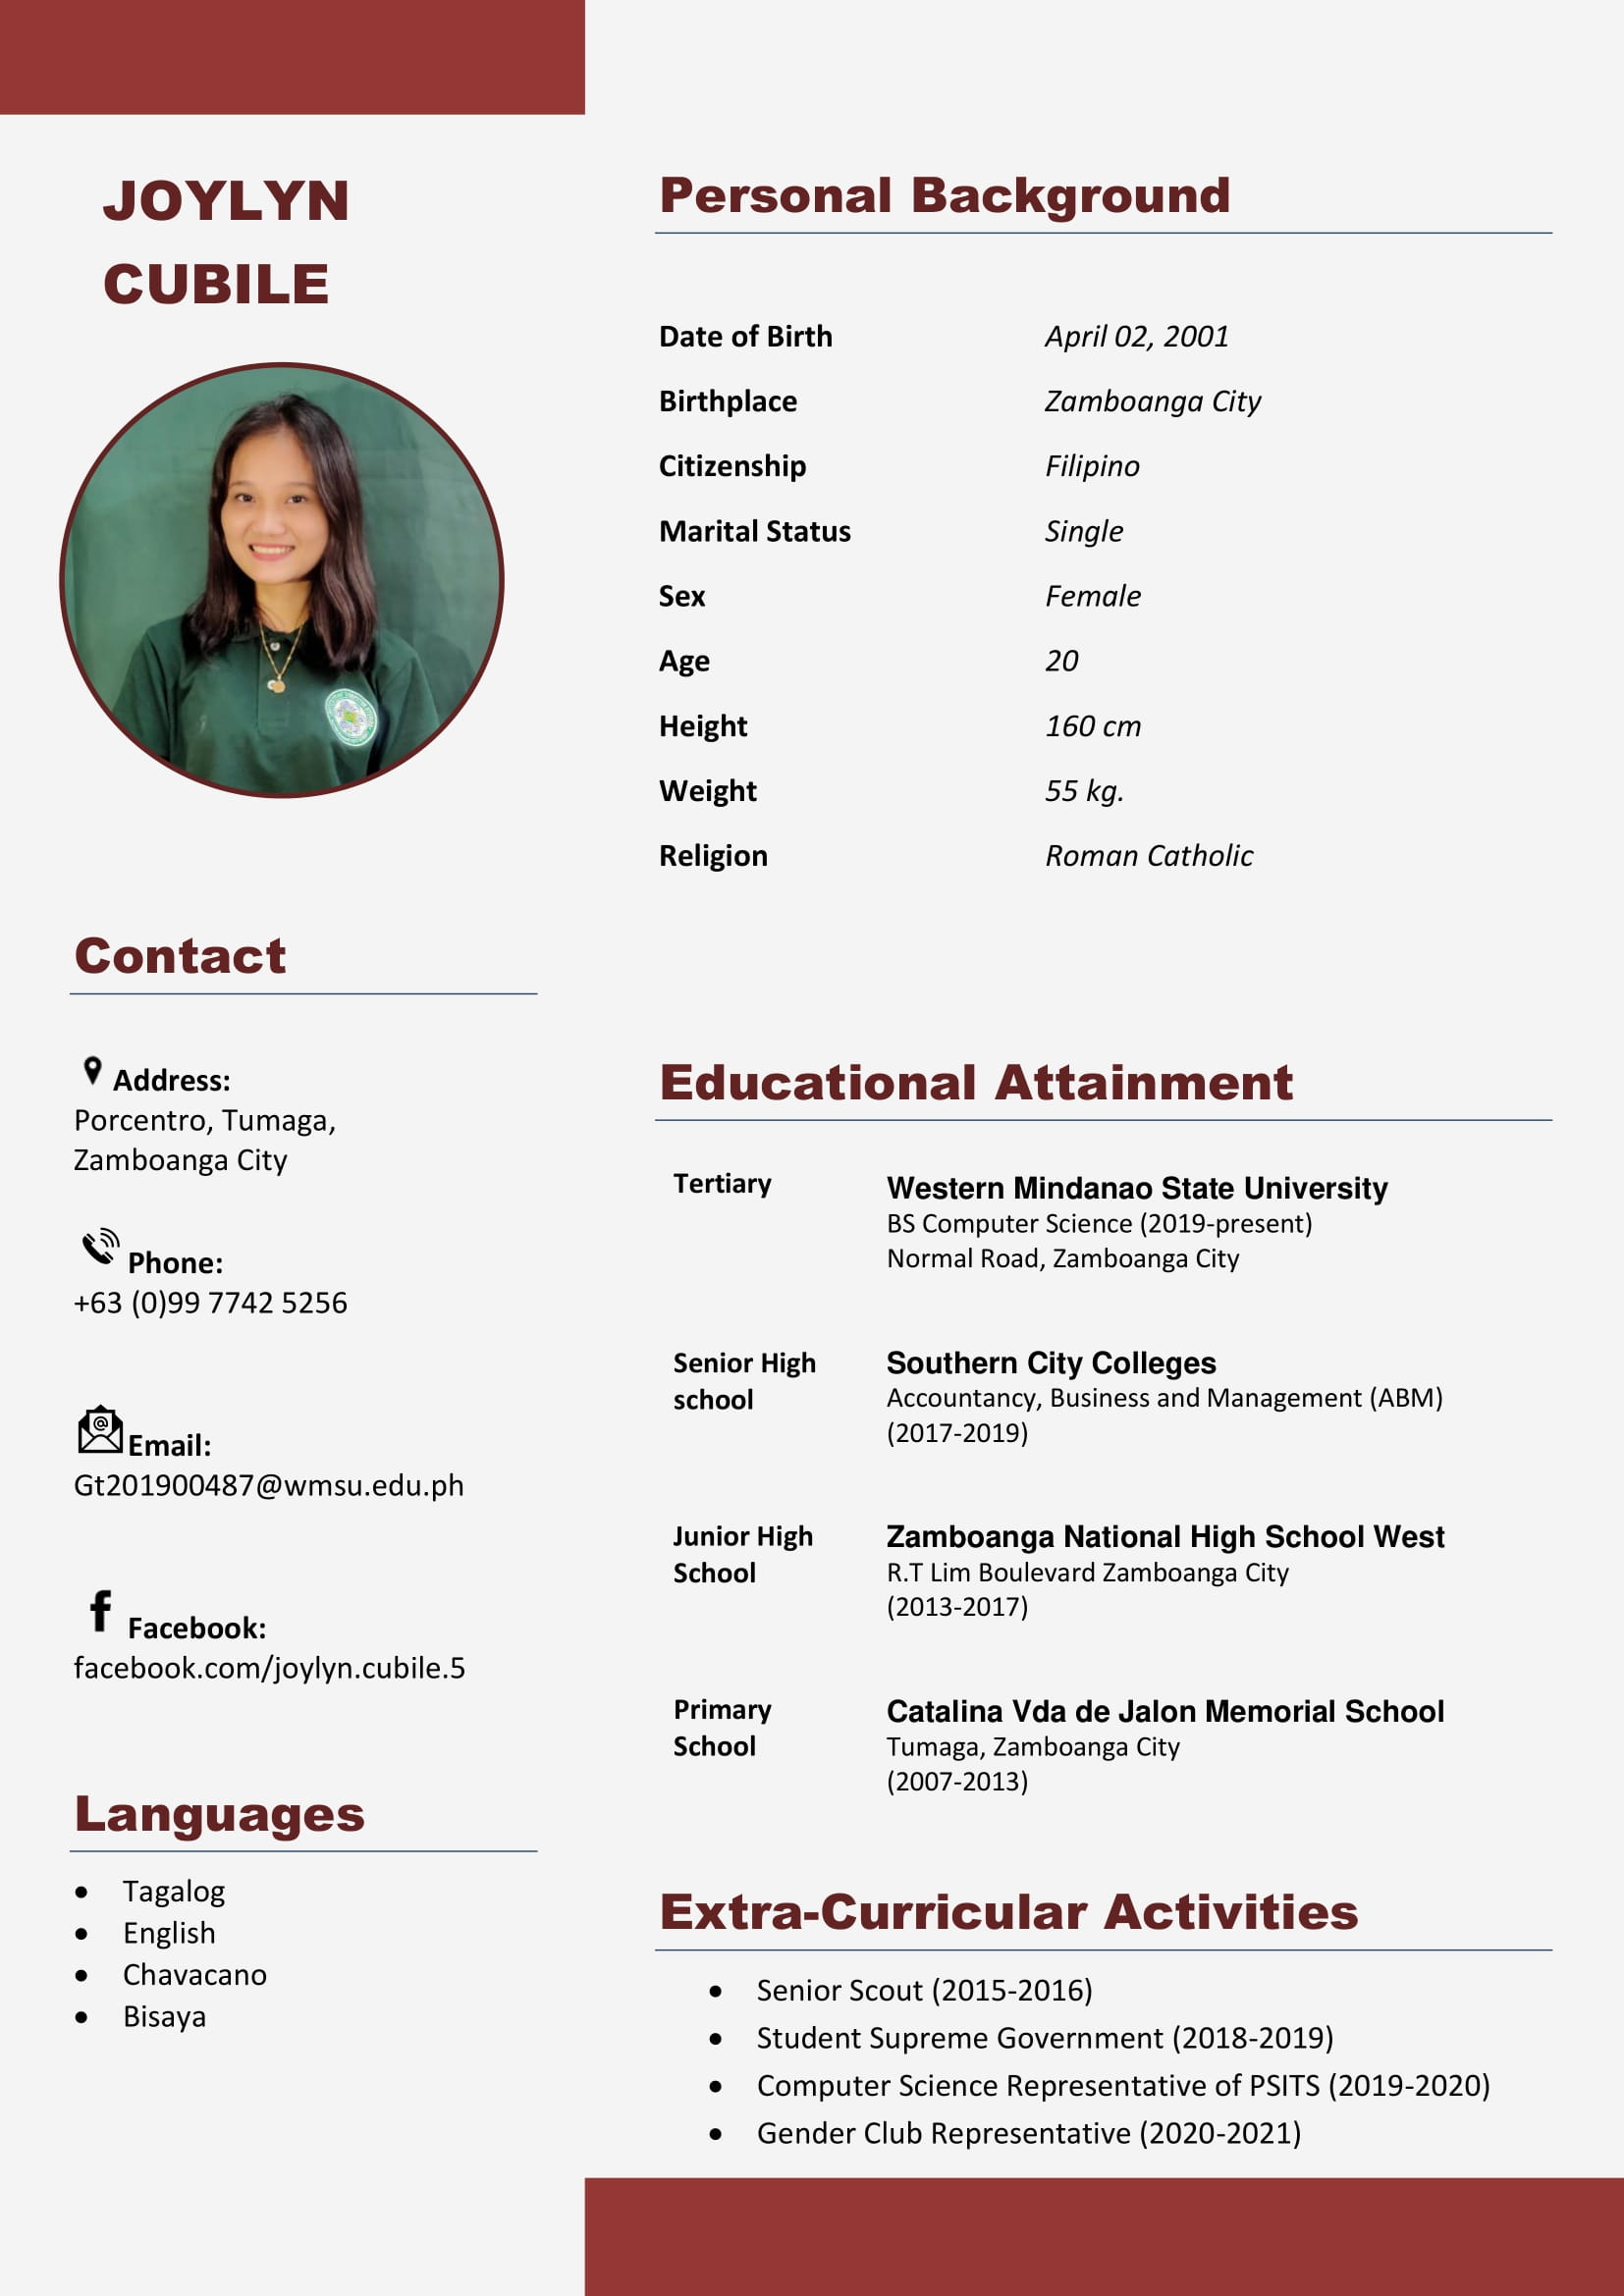 JOYLYN
CUBILE
Contact
Address:
Porcentro, Tumaga,
Zamboanga City
Phone:
+63 (0)99 7742 5256
Email:
Gt201900487@wmsu.edu.ph
Facebook:
facebook.com/joylyn.cubile.5
Languages
• Tagalog
• English
• Chavacano
• Bisaya
Personal Background
Date of Birth April 02, 2001
Birthplace Zamboanga City
Citizenship Filipino
Marital Status Single
Sex Female
Age 20
Height 160 cm
Weight 55 kg.
Religion Roman Catholic
Educational Attainment
Tertiary
Western Mindanao State University
BS Computer Science (2019-present)
Normal Road, Zamboanga City
Senior High
school
Southern City Colleges
Accountancy, Business and Management (ABM)
(2017-2019)
Junior High
School
Zamboanga National High School West
R.T Lim Boulevard Zamboanga City
(2013-2017)
Primary
School
Catalina Vda de Jalon Memorial School
Tumaga, Zamboanga City
(2007-2013)
Extra-Curricular Activities
• Senior Scout (2015-2016)
• Student Supreme Government (2018-2019)
• Computer Science Representative of PSITS (2019-2020)
• Gender Club Representative (2020-2021)